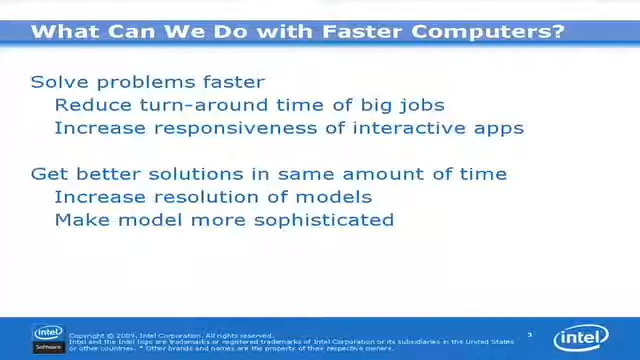 What Can We Do with Faster Computers?
Solve problems faster
Reduce turn-around time of big jobs
Increase responsiveness of interactive apps
Get better solutions in same amount of time
Increase resolution of models
Make model more sophisticated
intel
Software
Copyright © 2009, Intel Corporation. All rights reserved.
Intel and the Intel logo are trademarks or registered trademarks of Intel Corporation or its subsidiaries in the United States
or other countries. * Other brands and names are the property of their respective owners.
3
intel